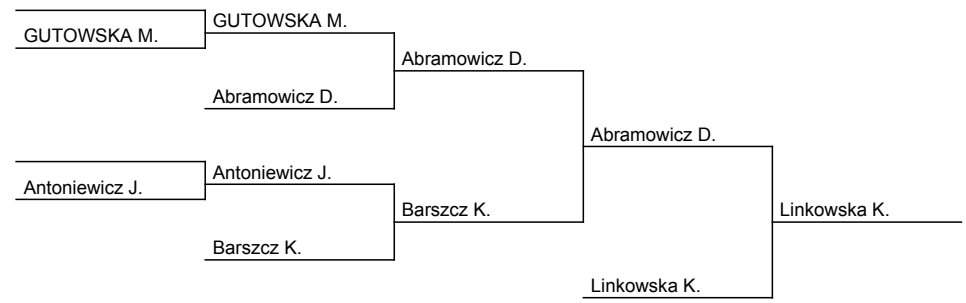 GUTOWSKA M.
GUTOWSKA M.
Abramowicz D.
Abramowicz D.
Abramowicz D.
Antoniewicz J.
Antoniewicz J.
Barszcz K.
Linkowska K.
Barszcz K.
Linkowska K.